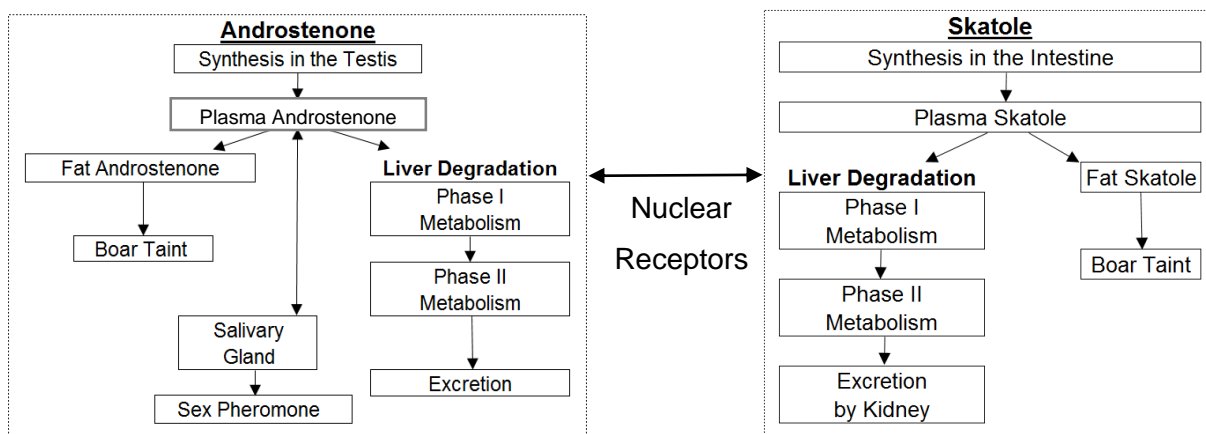 Androstenone
Synthesis in the Testis
Plasma Androstenone
Fat Androstenone
Boar Taint
Salivary
Gland
Sex Pheromone
Liver Degradation
Phase I
Metabolism
Phase II
Metabolism
Excretion
Nuclear
Receptors
Skatole
Synthesis in the Intestine
Plasma Skatole
Liver Degradation
Phase I
Metabolism
Phase II
Metabolism
Excretion
by Kidney
Fat Skatole
Boar Taint